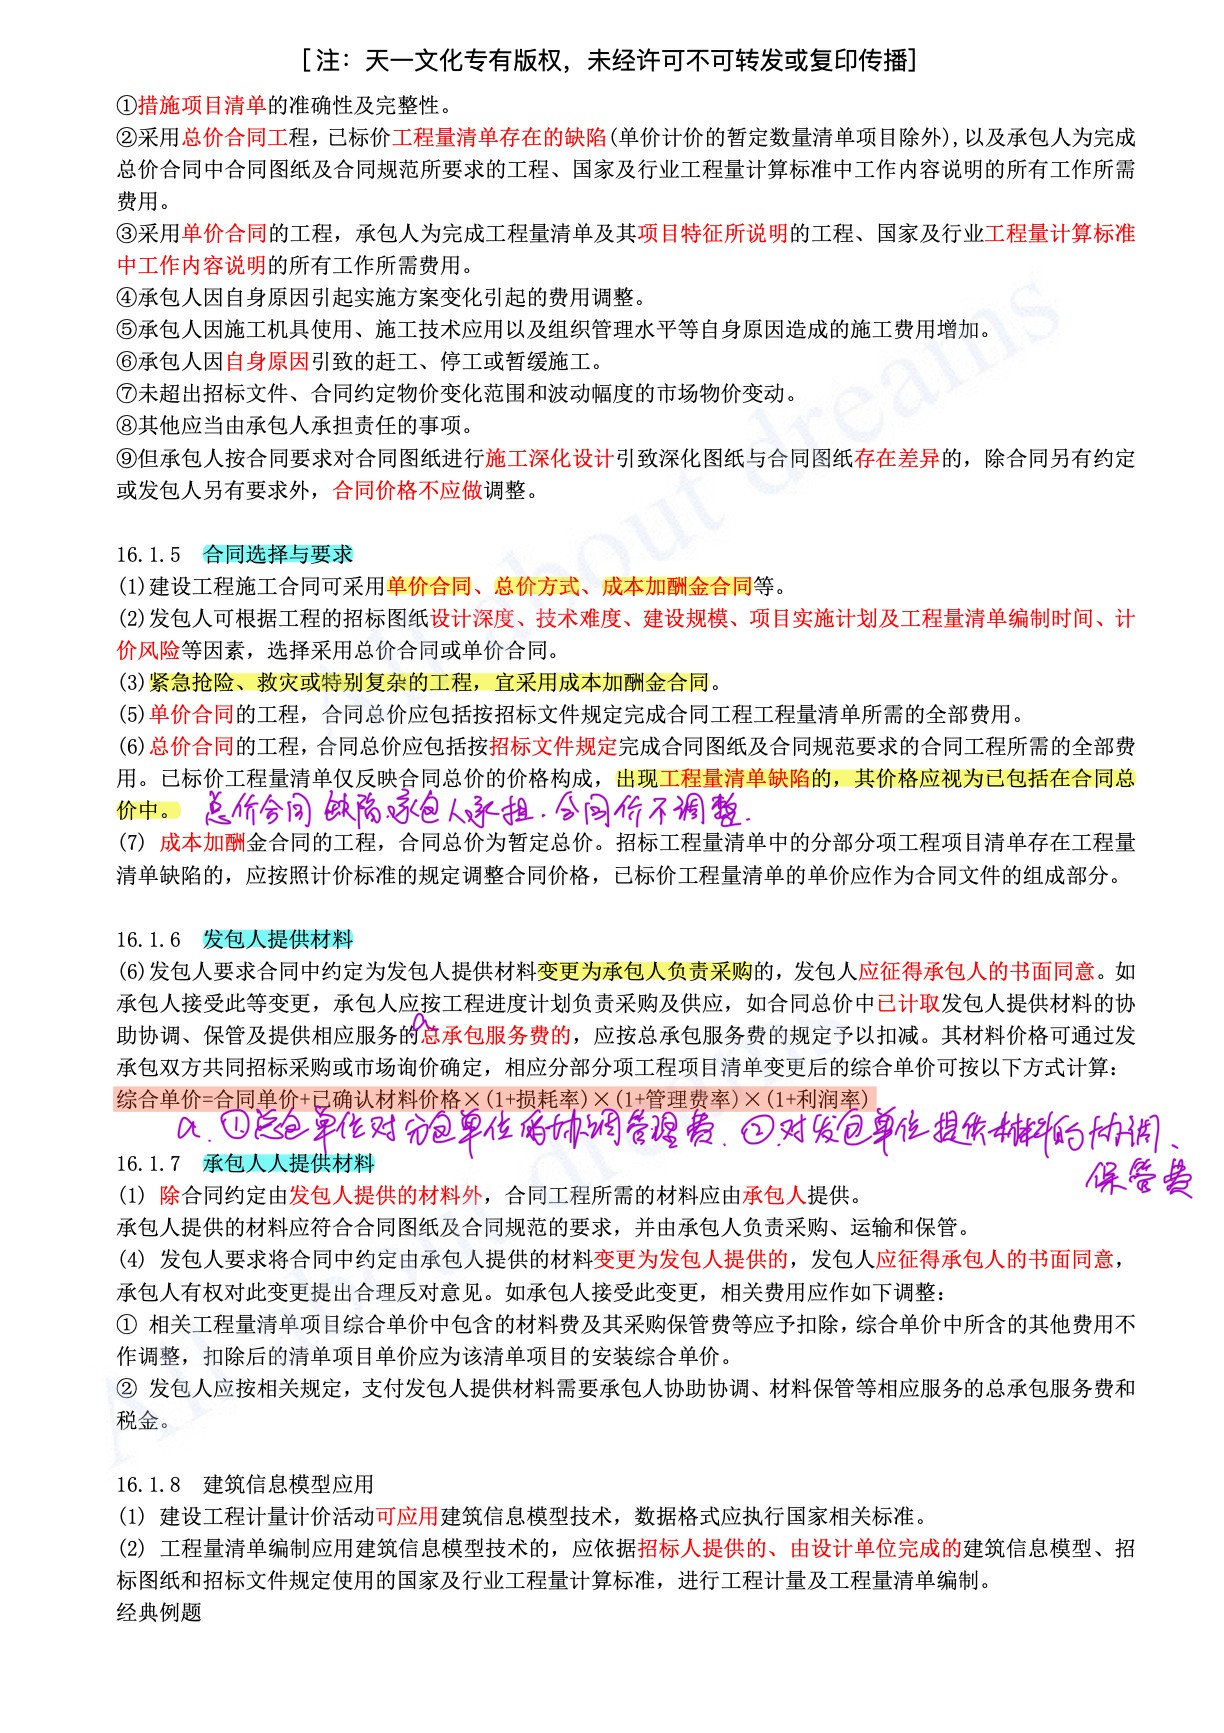 [注：天一文化专有版权，未经许可不可转发或复印传播]
①措施项目清单的准确性及完整性。
②采用总价合同工程，已标价工程量清单存在的缺陷(单价计价的暂定数量清单项目除外)，以及承包人为完成
总价合同中合同图纸及合同规范所要求的工程、国家及行业工程量计算标准中工作内容说明的所有工作所需
费用。
③采用单价合同的工程，承包人为完成工程量清单及其项目特征所说明的工程、国家及行业工程量计算标准
中工作内容说明的所有工作所需费用。
④承包人因自身原因引起实施方案变化引起的费用调整。
⑤承包人因施工机具使用、施工技术应用以及组织管理水平等自身原因造成的施工费用增加。
⑥承包人因自身原因引致的赶工、停工或暂缓施工。
⑦未超出招标文件、合同约定物价变化范围和波动幅度的市场物价变动。
⑧其他应当由承包人承担责任的事项。
⑨但承包人按合同要求对合同图纸进行施工深化设计引致深化图纸与合同图纸存在差异的，除合同另有约定
或发包人另有要求外，合同价格不应做调整。
16.1.5 合同选择与要求
(1)建设工程施工合同可采用单价合同、总价方式、成本加酬金合同等。
(2)发包人可根据工程的招标图纸设计深度、技术难度、建设规模、项目实施计划及工程量清单编制时间、计
价风险等因素，选择采用总价合同或单价合同。
(3)紧急抢险、救灾或特别复杂的工程，宜采用成本加酬金合同。
(5)单价合同的工程，合同总价应包括按招标文件规定完成合同工程工程量清单所需的全部费用。
(6)总价合同的工程，合同总价应包括按招标文件规定完成合同图纸及合同规范要求的合同工程所需的全部费
用。已标价工程量清单仅反映合同总价的价格构成，出现工程量清单缺陷的，其价格应视为已包括在合同总
价中。 总价合同 缺陷承包人承担．合同价不调整．
(7) 成本加酬金合同的工程，合同总价为暂定总价。招标工程量清单中的分部分项工程项目清单存在工程量
清单缺陷的，应按照计价标准的规定调整合同价格，已标价工程量清单的单价应作为合同文件的组成部分。
16.1.6 发包人提供材料
(6)发包人要求合同中约定为发包人提供材料变更为承包人负责采购的，发包人应征得承包人的书面同意。如
承包人接受此等变更，承包人应按工程进度计划负责采购及供应，如合同总价中已计取发包人提供材料的协
助协调、保管及提供相应服务的总承包服务费的，应按总承包服务费的规定予以扣减。其材料价格可通过发
a
承包双方共同招标采购或市场询价确定，相应分部分项工程项目清单变更后的综合单价可按以下方式计算：
综合单价=合同单价+已确认材料价格×(1+损耗率)×(1+管理费率)×(1+利润率)
a. ①总包单位对分包单位的协调管理费．②对发包单位提供材料的协调、
保管费
16.1.7 承包人人提供材料
(1) 除合同约定由发包人提供的材料外，合同工程所需的材料应由承包人提供。
承包人提供的材料应符合合同图纸及合同规范的要求，并由承包人负责采购、运输和保管。
(4) 发包人要求将合同中约定由承包人提供的材料变更为发包人提供的，发包人应征得承包人的书面同意，
承包人有权对此变更提出合理反对意见。如承包人接受此变更，相关费用应作如下调整：
① 相关工程量清单项目综合单价中包含的材料费及其采购保管费等应予扣除，综合单价中所含的其他费用不
作调整，扣除后的清单项目单价应为该清单项目的安装综合单价。
② 发包人应按相关规定，支付发包人提供材料需要承包人协助协调、材料保管等相应服务的总承包服务费和
税金。
16.1.8 建筑信息模型应用
(1) 建设工程计量计价活动可应用建筑信息模型技术，数据格式应执行国家相关标准。
(2) 工程量清单编制应用建筑信息模型技术的，应依据招标人提供的、由设计单位完成的建筑信息模型、招
标图纸和招标文件规定使用的国家及行业工程量计算标准，进行工程计量及工程量清单编制。
经典例题
All about dreams
All about dreams